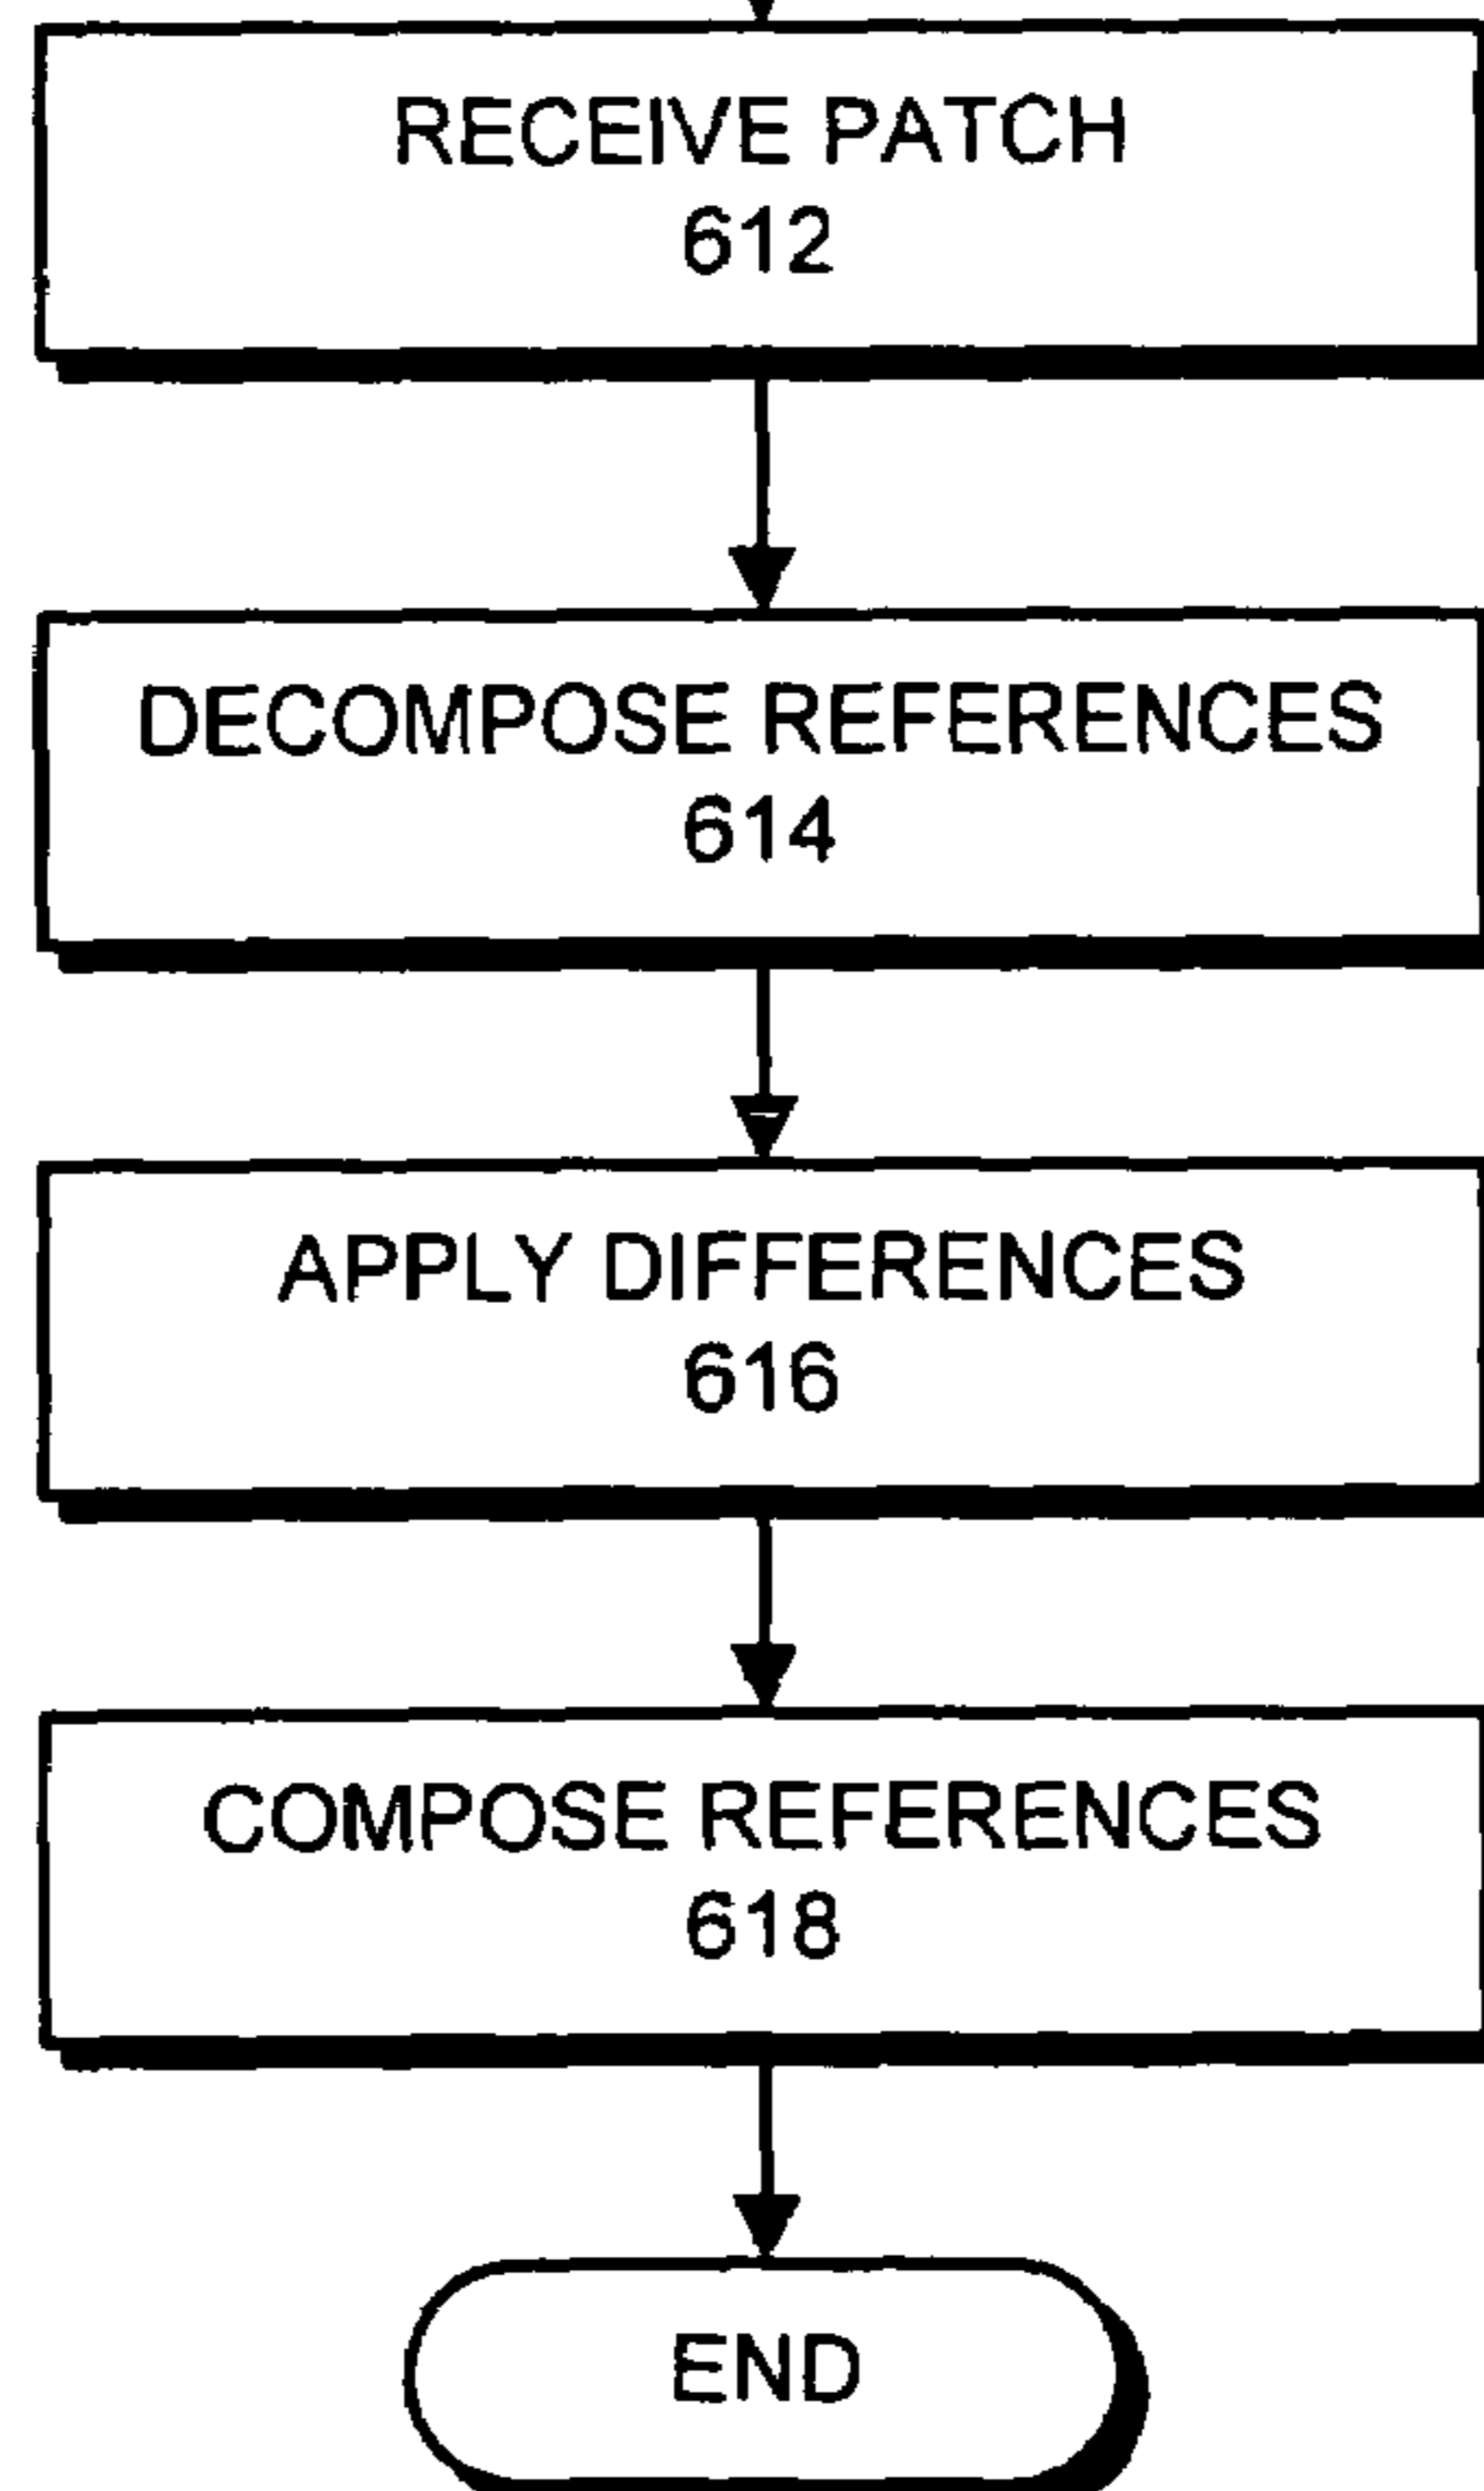 RECEIVE PATCH
612
DECOMPOSE REFERENCES
614
APPLY DIFFERENCES
616
COMPOSE REFERENCES
618
END